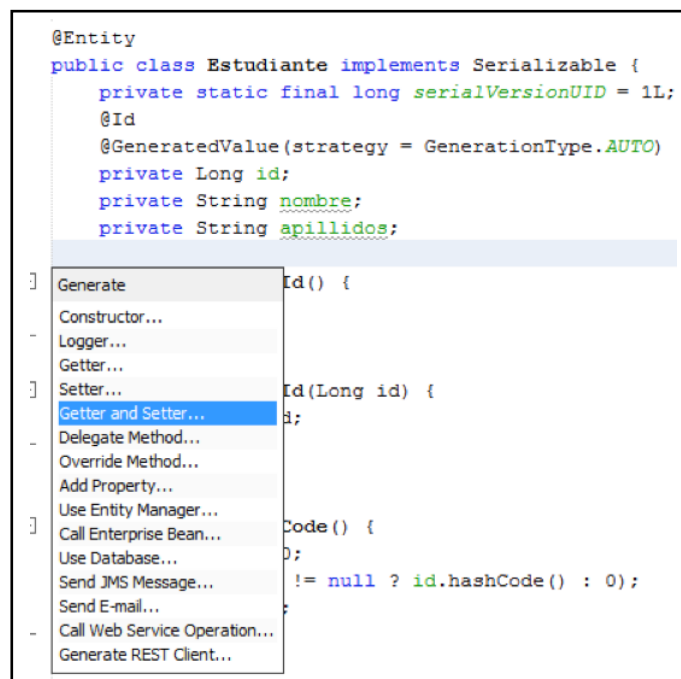 @Entity
public class Estudiante implements Serializable {
private static final long serialVersionUID = 1L;
@Id
@GeneratedValue(strategy = GenerationType.AUTO)
private Long id;
private String nombre;
private String apillidos;
Generate
Id() {
Constructor...
Logger...
Getter...
Setter...
Id(Long id) {
Getter and Setter...
d;
Delegate Method...
Override Method...
Add Property...
Use Entity Manager...
Code() {
Call Enterprise Bean...
0;
Use Database...
Send JMS Message...
!= null ? id.hashCode() : 0);
Send E-mail...
;
Call Web Service Operation...
Generate REST Client...